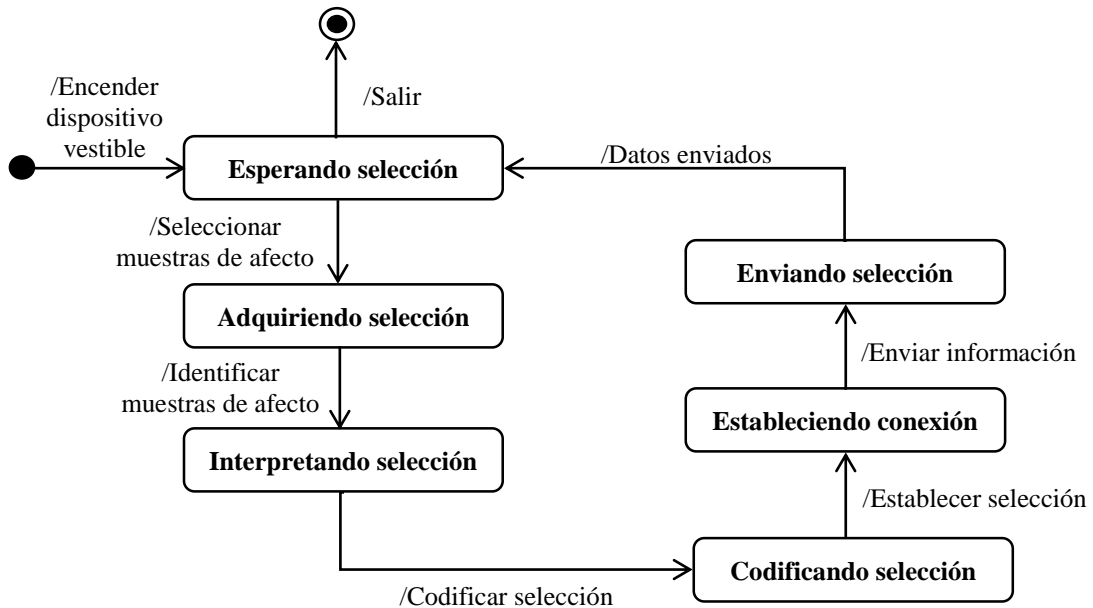 /Encender
dispositivo
vestible
/Salir
Esperando selección
/Datos enviados
/Seleccionar
muestras de afecto
Enviando selección
Adquiriendo selección
/Enviar información
/Identificar
muestras de afecto
Estableciendo conexión
Interpretando selección
/Establecer selección
Codificando selección
/Codificar selección